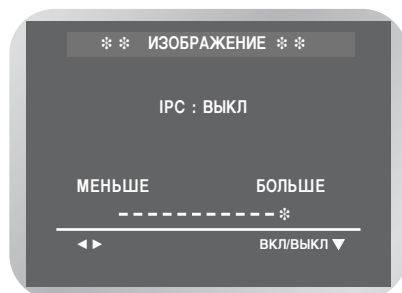 ❇ ❇ ИЗОБРАЖЕНИЕ ❇ ❇
IPC : ВЫКЛ
МЕНЬШЕ БОЛЬШЕ
- - - - - - - - - - - ❇
◄ ► ВКЛ/ВЫКЛ ▼